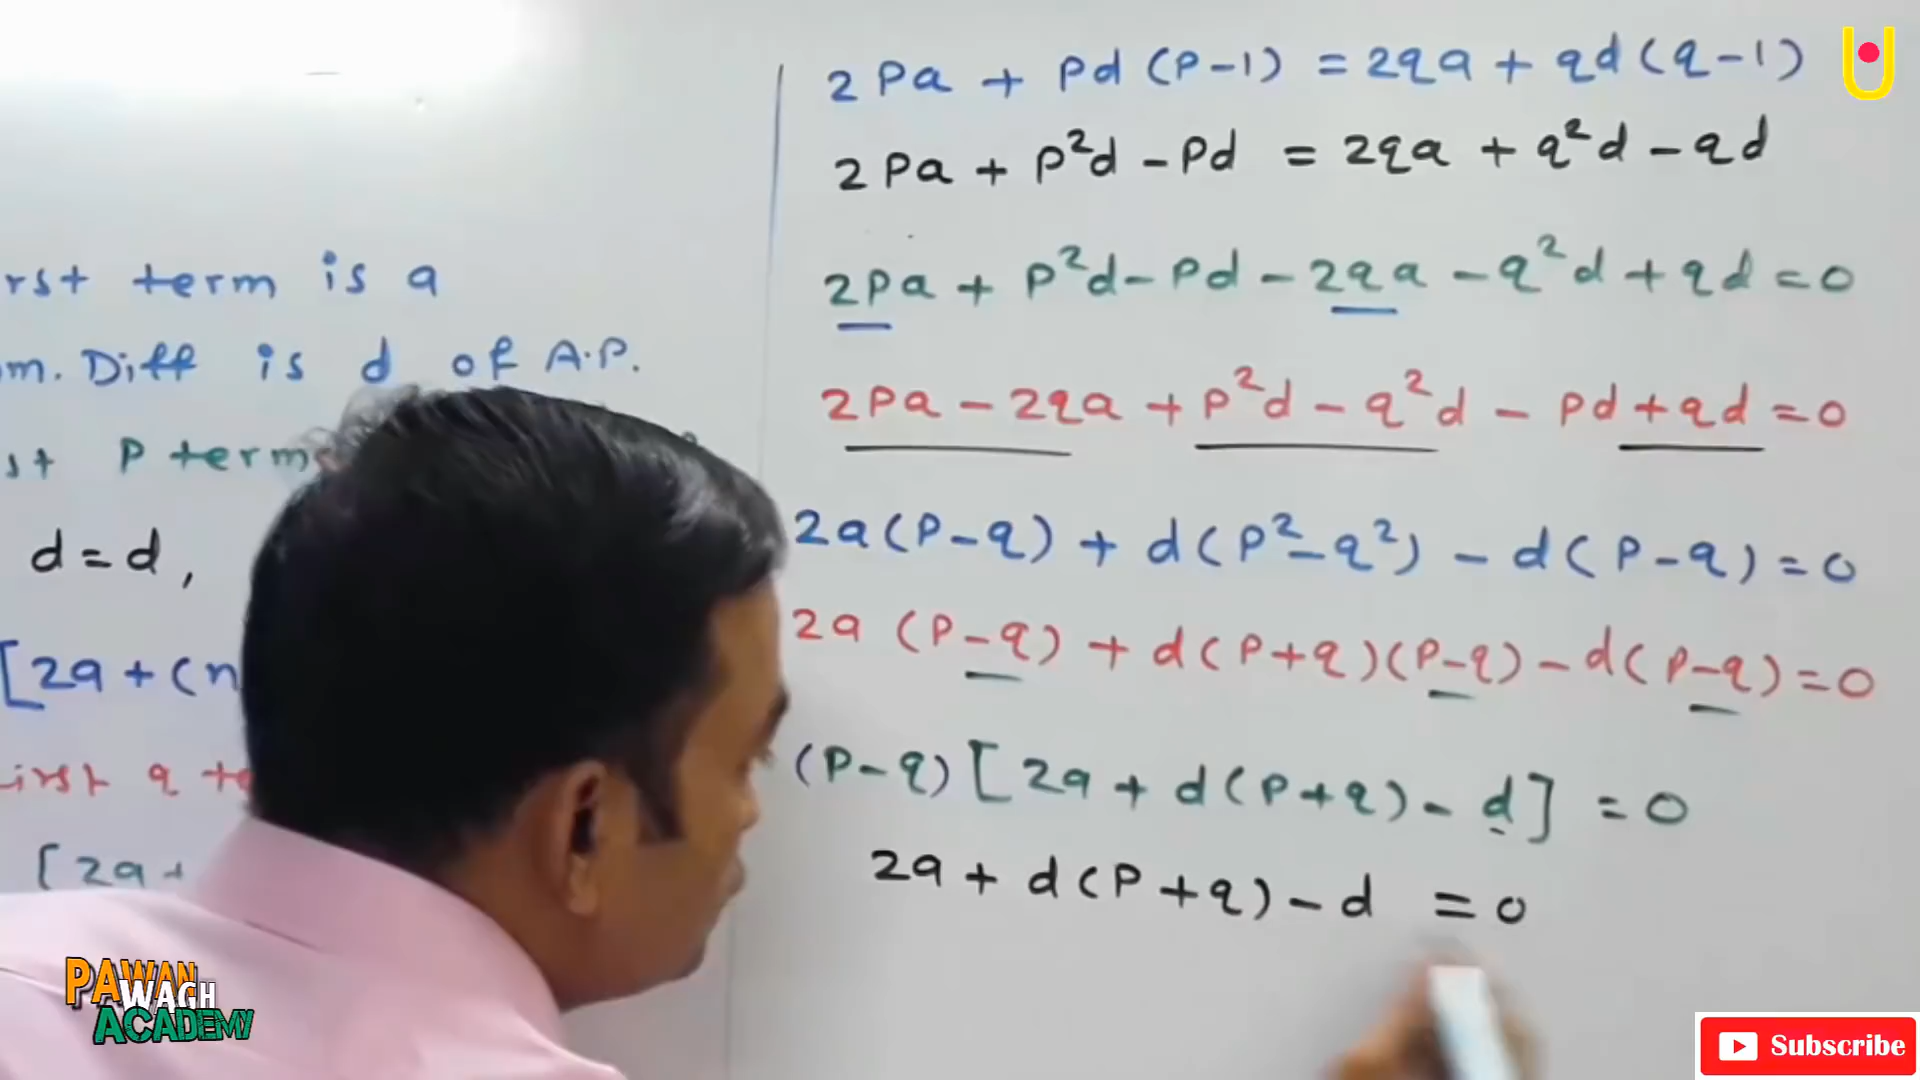 rst term is a
m. Diff is d of A.P.
st P terms
d = d,
[2a + (n
irst q te
[2a +
2Pa + Pd (P-1) = 2qa + qd (q-1)
2Pa + P²d - Pd = 2qa + q²d - qd
2Pa + P²d - Pd - 2qa - q²d + qd = 0
2Pa - 2qa + P²d - q²d - Pd + qd = 0
2a(P-q) + d(P²-q²) - d(P-q) = 0
2a (P-q) + d(P+q)(P-q) - d(P-q) = 0
(P-q) [2a + d(P+q) - d] = 0
2a + d(P+q) - d = 0
PAWAN
WAGH
ACADEMY
Subscribe